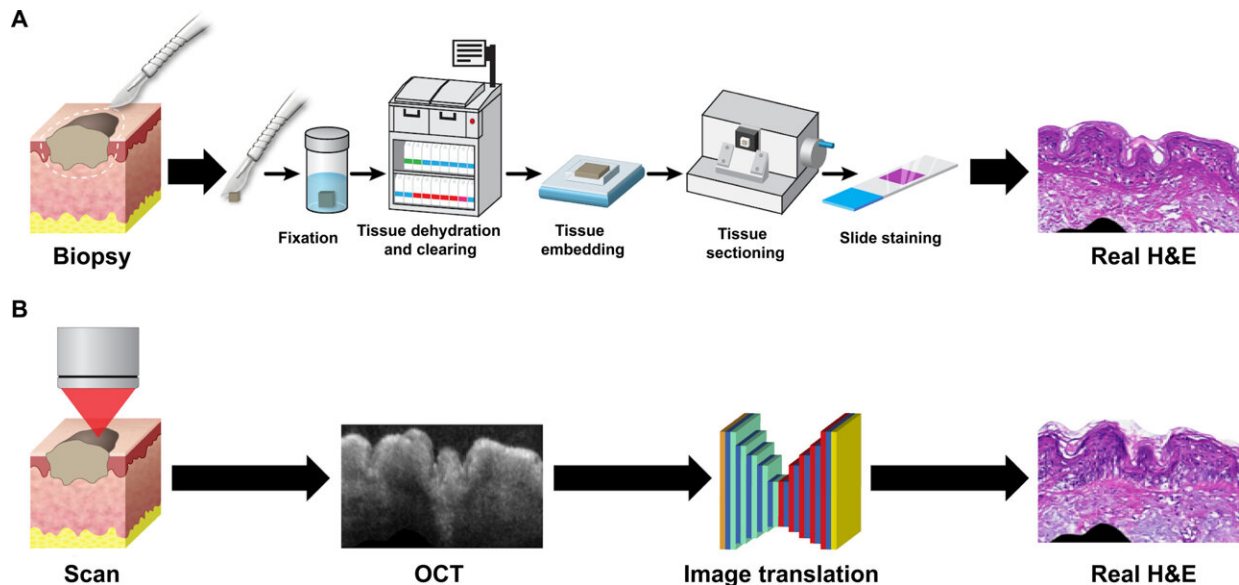 A
Biopsy
Fixation
Tissue dehydration
and clearing
Tissue
embedding
Tissue
sectioning
Slide staining
Real H&E
B
Scan
OCT
Image translation
Real H&E